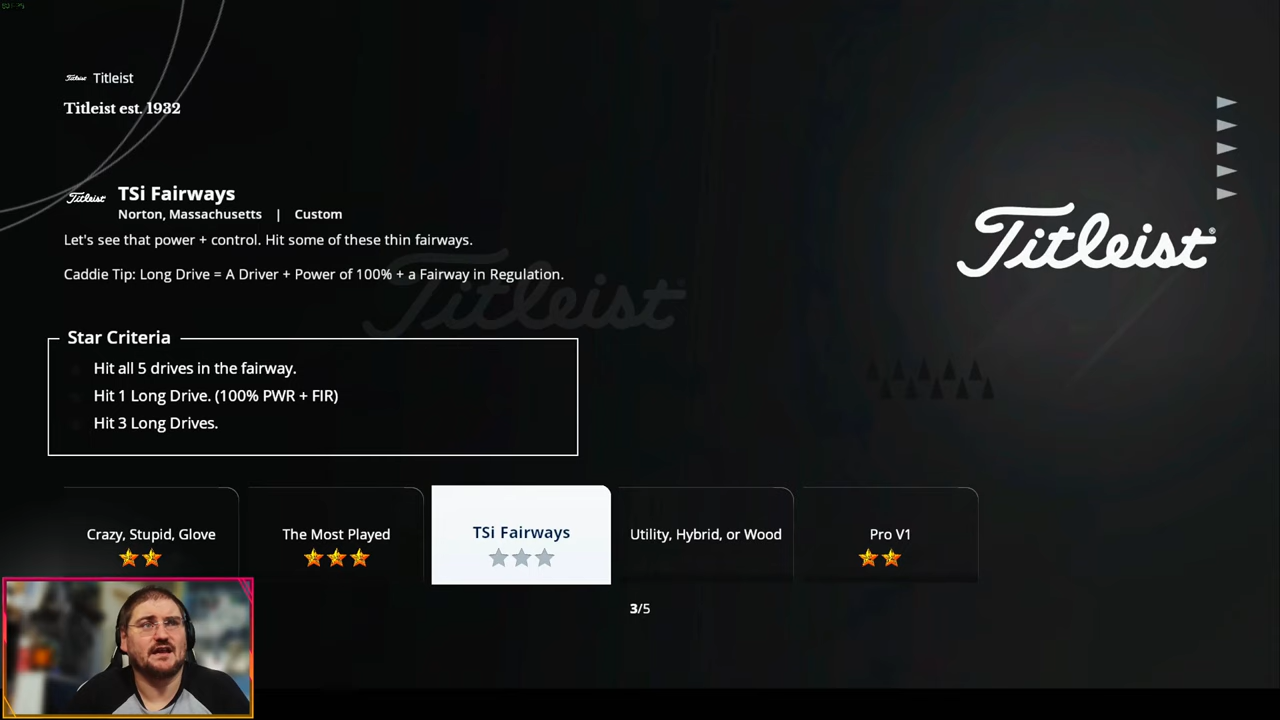 Titleist Titleist
Titleist est. 1932
Titleist TSi Fairways
Norton, Massachusetts | Custom
Let's see that power + control. Hit some of these thin fairways.
Caddie Tip: Long Drive = A Driver + Power of 100% + a Fairway in Regulation.
Titleist®
Titleist
Star Criteria
Hit all 5 drives in the fairway.
Hit 1 Long Drive. (100% PWR + FIR)
Hit 3 Long Drives.
Crazy, Stupid, Glove
The Most Played
TSi Fairways
Utility, Hybrid, or Wood
Pro V1
3/5